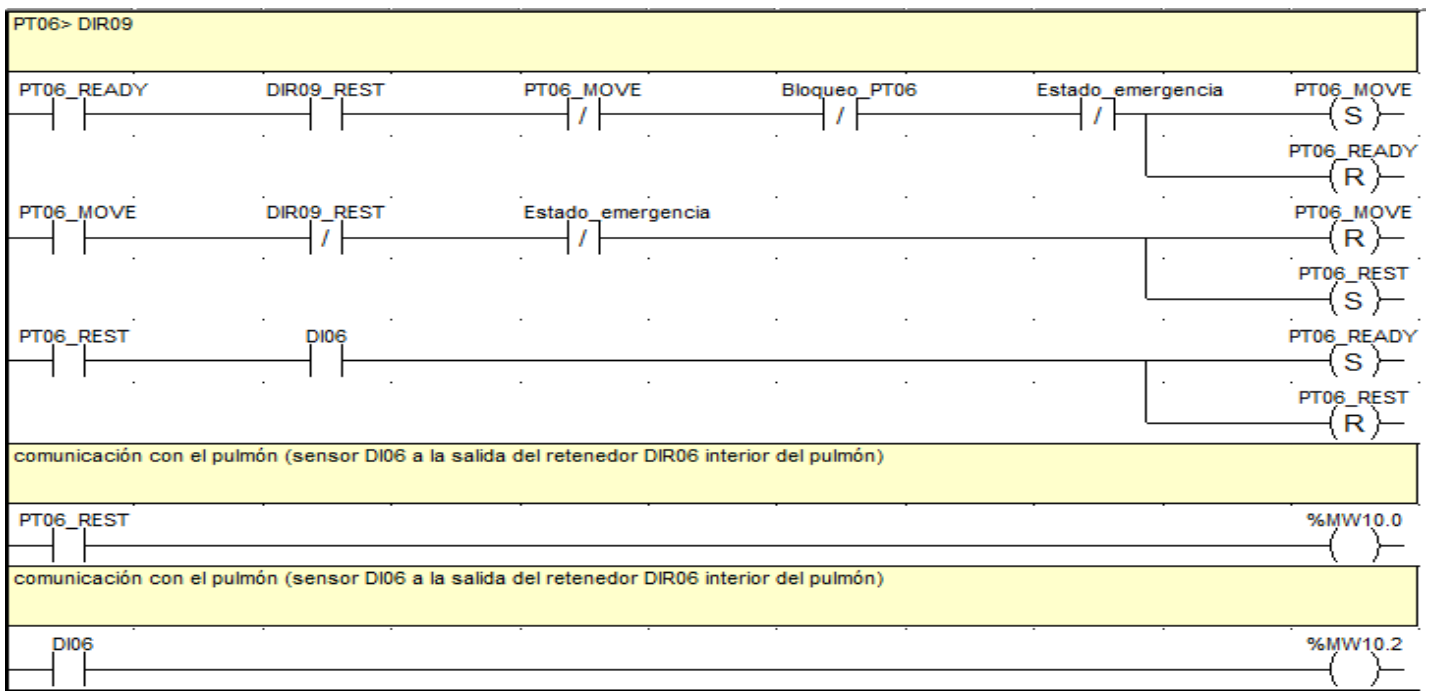 PT06> DIR09
PT06_READY DIR09_REST PT06_MOVE Bloqueo_PT06 Estado_emergencia PT06_MOVE
/ / / S
PT06_READY
R
PT06_MOVE DIR09_REST Estado_emergencia PT06_MOVE
/ / R
PT06_REST
S
PT06_REST DI06 PT06_READY
S
PT06_REST
R
comunicación con el pulmón (sensor DI06 a la salida del retenedor DIR06 interior del pulmón)
PT06_REST %MW10.0
comunicación con el pulmón (sensor DI06 a la salida del retenedor DIR06 interior del pulmón)
DI06 %MW10.2